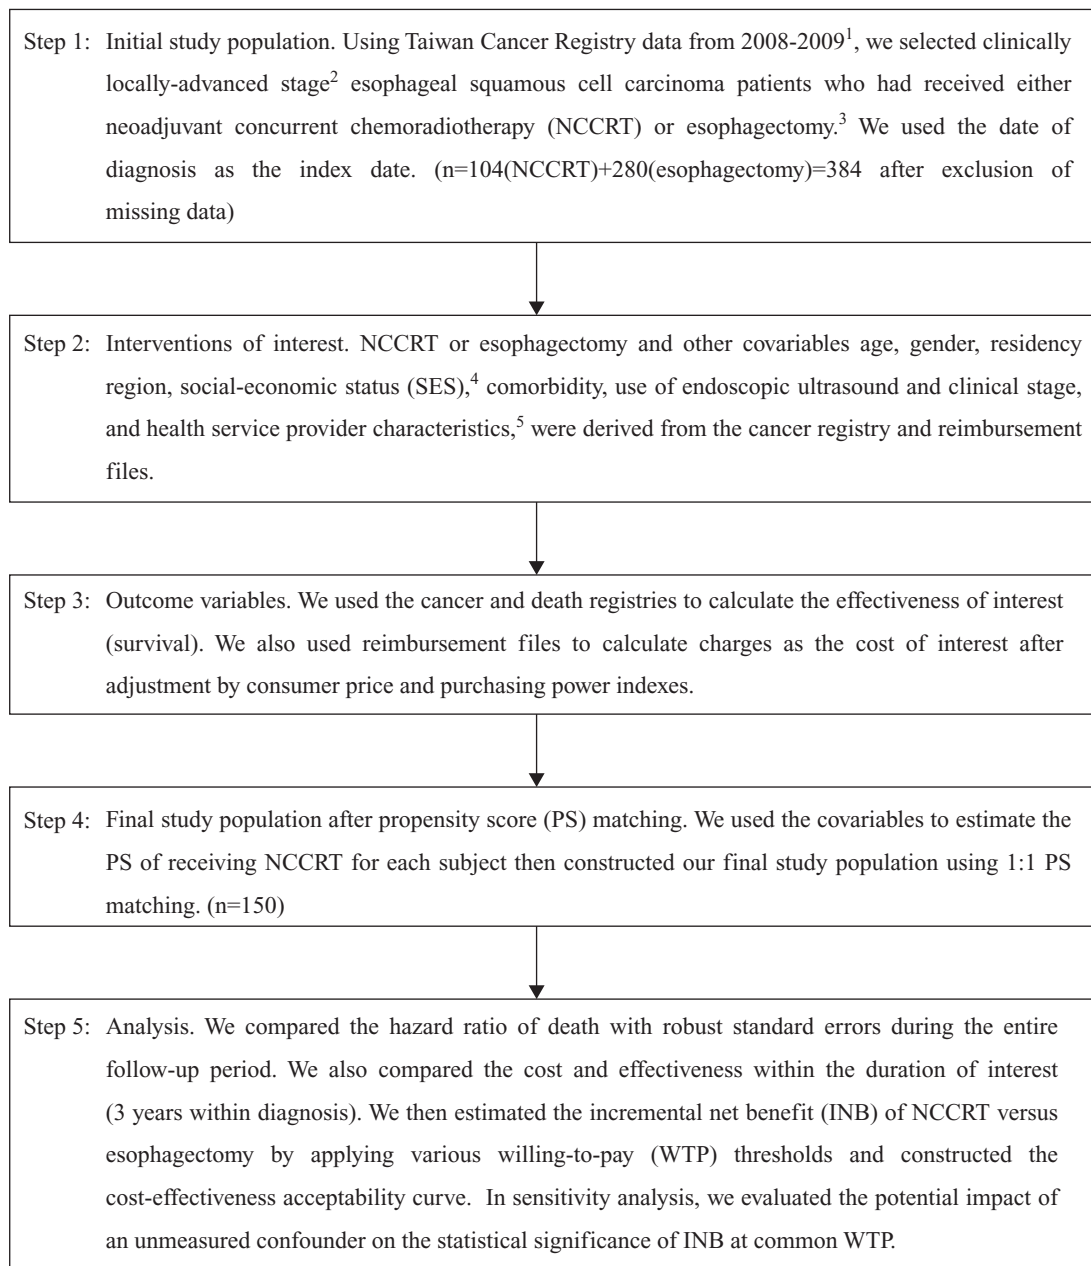 Step 1: Initial study population. Using Taiwan Cancer Registry data from 2008-2009¹, we selected clinically
locally-advanced stage² esophageal squamous cell carcinoma patients who had received either
neoadjuvant concurrent chemoradiotherapy (NCCRT) or esophagectomy.³ We used the date of
diagnosis as the index date. (n=104(NCCRT)+280(esophagectomy)=384 after exclusion of
missing data)
Step 2: Interventions of interest. NCCRT or esophagectomy and other covariables age, gender, residency
region, social-economic status (SES),⁴ comorbidity, use of endoscopic ultrasound and clinical stage,
and health service provider characteristics,⁵ were derived from the cancer registry and reimbursement
files.
Step 3: Outcome variables. We used the cancer and death registries to calculate the effectiveness of interest
(survival). We also used reimbursement files to calculate charges as the cost of interest after
adjustment by consumer price and purchasing power indexes.
Step 4: Final study population after propensity score (PS) matching. We used the covariables to estimate the
PS of receiving NCCRT for each subject then constructed our final study population using 1:1 PS
matching. (n=150)
Step 5: Analysis. We compared the hazard ratio of death with robust standard errors during the entire
follow-up period. We also compared the cost and effectiveness within the duration of interest
(3 years within diagnosis). We then estimated the incremental net benefit (INB) of NCCRT versus
esophagectomy by applying various willing-to-pay (WTP) thresholds and constructed the
cost-effectiveness acceptability curve. In sensitivity analysis, we evaluated the potential impact of
an unmeasured confounder on the statistical significance of INB at common WTP.